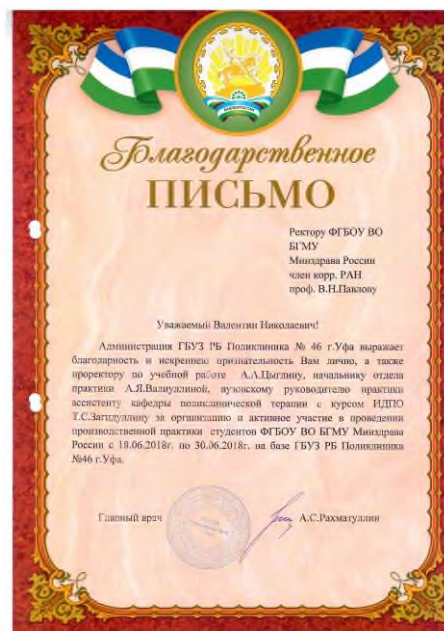 БАШКОРТОСТАН
Благодарственное
ПИСЬМО
Ректору ФГБОУ ВО
БГМУ
Минздрава России
член корр. РАН
проф. В.Н.Павлову
Уважаемый Валентин Николаевич!
Администрация ГБУЗ РБ Поликлиника № 46 г.Уфа выражает
благодарность и искреннюю признательность Вам лично, а также
проректору по учебной работе А.А.Цыглину, начальнику отдела
практики А.Я.Валиуллиной, вузовскому руководителю практики
ассистенту кафедры поликлинической терапии с курсом ИДПО
Т.С.Загидуллину за организацию и активное участие в проведении
производственной практики студентов ФГБОУ ВО БГМУ Минздрава
России с 18.06.2018г. по 30.06.2018г. на базе ГБУЗ РБ Поликлиника
№46 г.Уфа.
Главный врач А.С.Рахматуллин